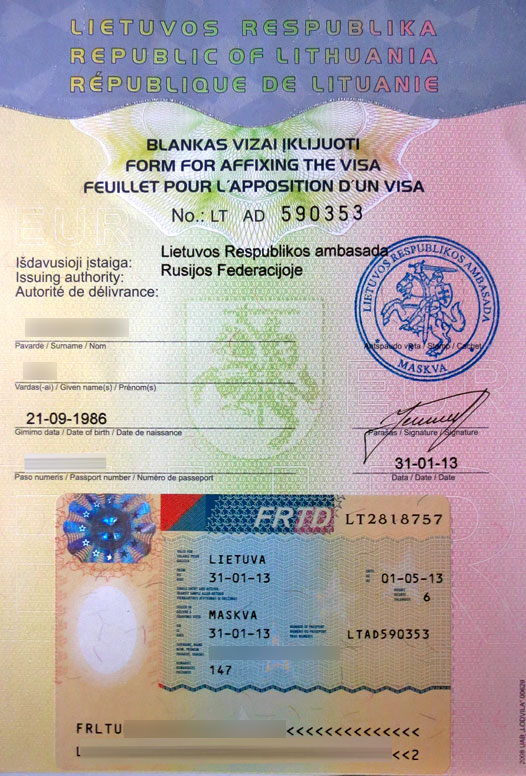 LIETUVOS RESPUBLIKA
REPUBLIC OF LITHUANIA
RÉPUBLIQUE DE LITUANIE
BLANKAS VIZAI ĮKLIJUOTI
FORM FOR AFFIXING THE VISA
FEUILLET POUR L'APPOSITION D'UN VISA
No.: LT AD 590353
Išdavusioji įstaiga:
Issuing authority:
Autorité de délivrance:
Lietuvos Respublikos ambasada
Rusijos Federacijoje
LIETUVOS RESPUBLIKOS AMBASADA
MASKVA
Pavardė / Surname / Nom
Antspaudo vieta / Stamp / Cachet
Vardas(-ai) / Given name(s) / Prénom(s)
21-09-1986
Gimimo data / Date of birth / Date de naissance
Parašas / Signature / Signature
31-01-13
Paso numeris / Passport number / Numéro de passeport
Data / Date / Date
FRTD LT2818757
LIETUVA
31-01-13 01-05-13
6
MASKVA
31-01-13 LTAD590353
147
FRLTU <<<<<<<<<<<<<<
L <<2